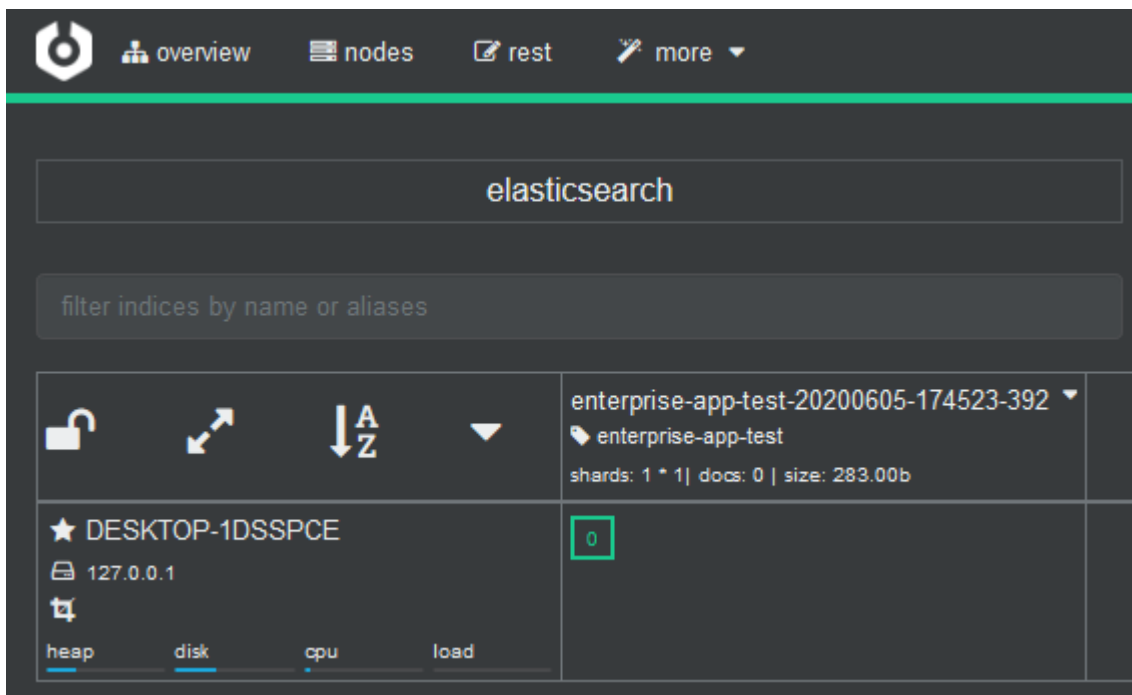 overview nodes rest more
elasticsearch
filter indices by name or aliases
A
Z
enterprise-app-test-20200605-174523-392
enterprise-app-test
shards: 1 * 1| docs: 0 | size: 283.00b
DESKTOP-1DSSPCE
127.0.0.1
heap disk cpu load
0